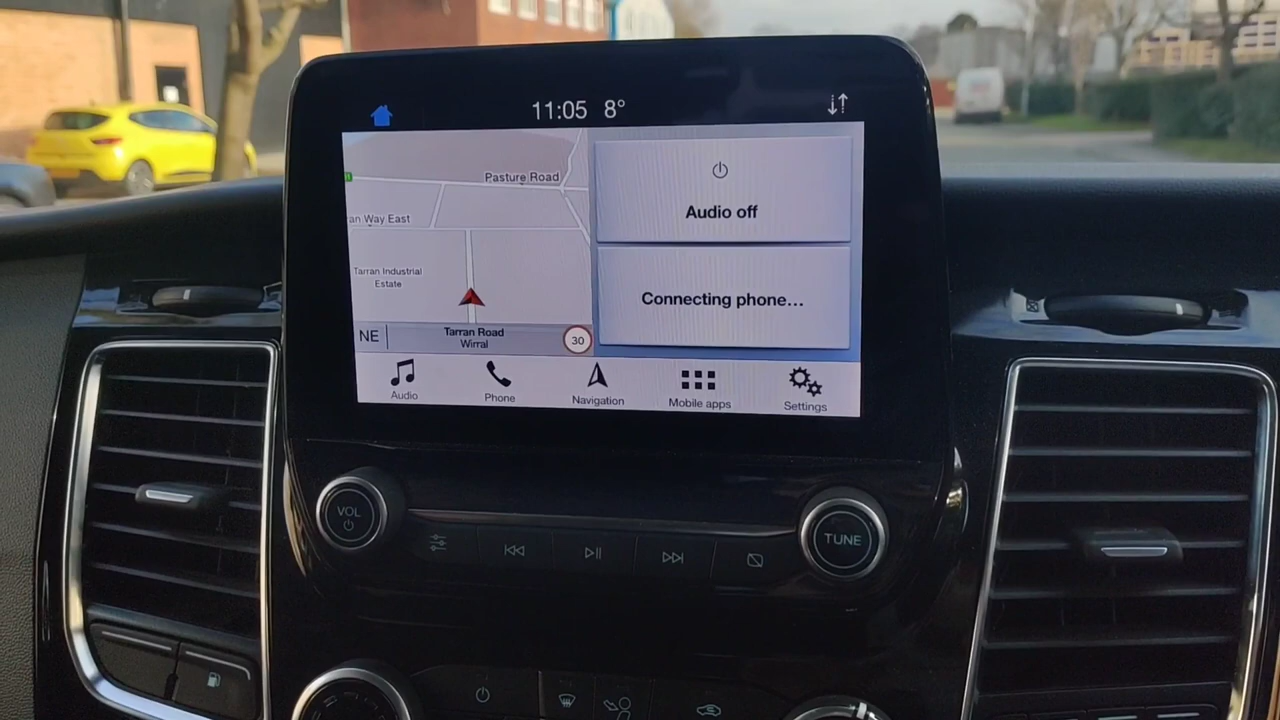 11:05 8°
Pasture Road
an Way East
Tarran Industrial
Estate
NE
Tarran Road
Wirral
30
Audio off
Connecting phone...
Audio
Phone
Navigation
Mobile apps
Settings
VOL
TUNE